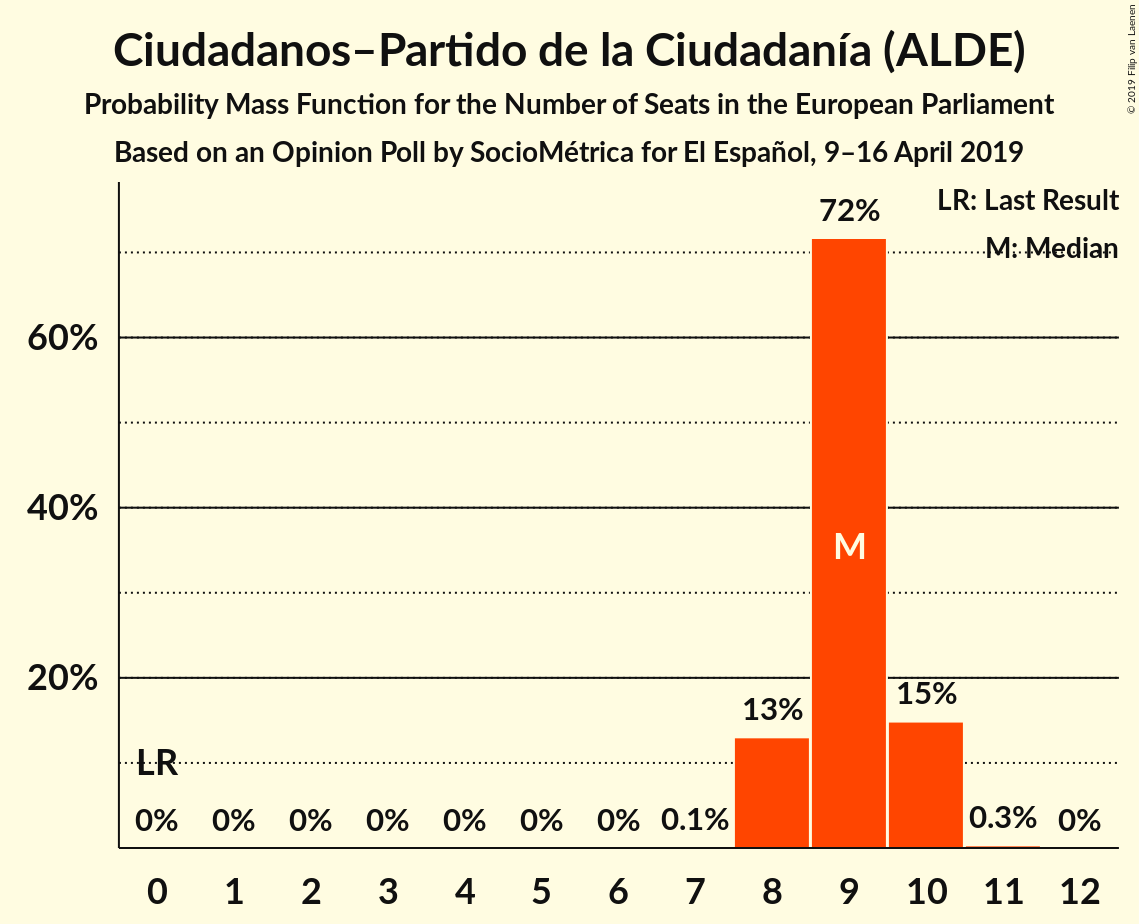 Ciudadanos–Partido de la Ciudadanía (ALDE)
Probability Mass Function for the Number of Seats in the European Parliament
Based on an Opinion Poll by SocioMétrica for El Español, 9–16 April 2019
© 2019 Filip van Laenen
LR: Last Result
M: Median
72%
60%
40%
M
20%
13%
15%
LR
0% 0% 0% 0% 0% 0% 0% 0.1% 0.3% 0%
0 1 2 3 4 5 6 7 8 9 10 11 12